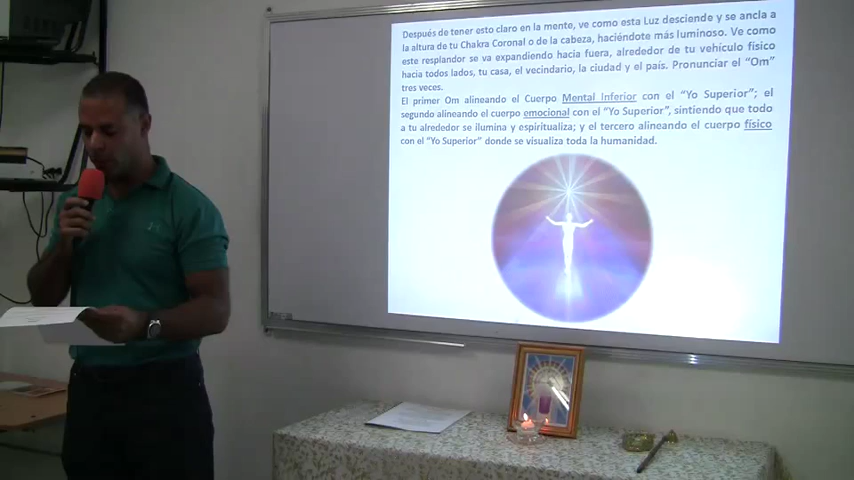 Después de tener esto claro en la mente, ve como esta Luz desciende y se ancla a
la altura de tu Chakra Coronal o de la cabeza, haciéndote más luminoso. Ve como
este resplandor se va expandiendo hacia fuera, alrededor de tu vehículo físico
hacia todos lados, tu casa, el vecindario, la ciudad y el país. Pronunciar el “Om”
tres veces.
El primer Om alineando el Cuerpo Mental Inferior con el “Yo Superior”; el
segundo alineando el cuerpo emocional con el “Yo Superior”, sintiendo que todo
a tu alrededor se ilumina y espiritualiza; y el tercero alineando el cuerpo físico
con el “Yo Superior” donde se visualiza toda la humanidad.